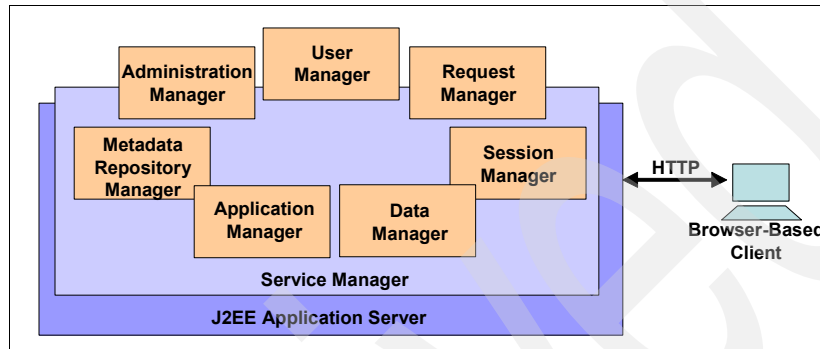 User
Manager
Administration
Manager
Request
Manager
Metadata
Repository
Manager
Session
Manager
HTTP
Application
Manager
Data
Manager
Browser-Based
Client
Service Manager
J2EE Application Server